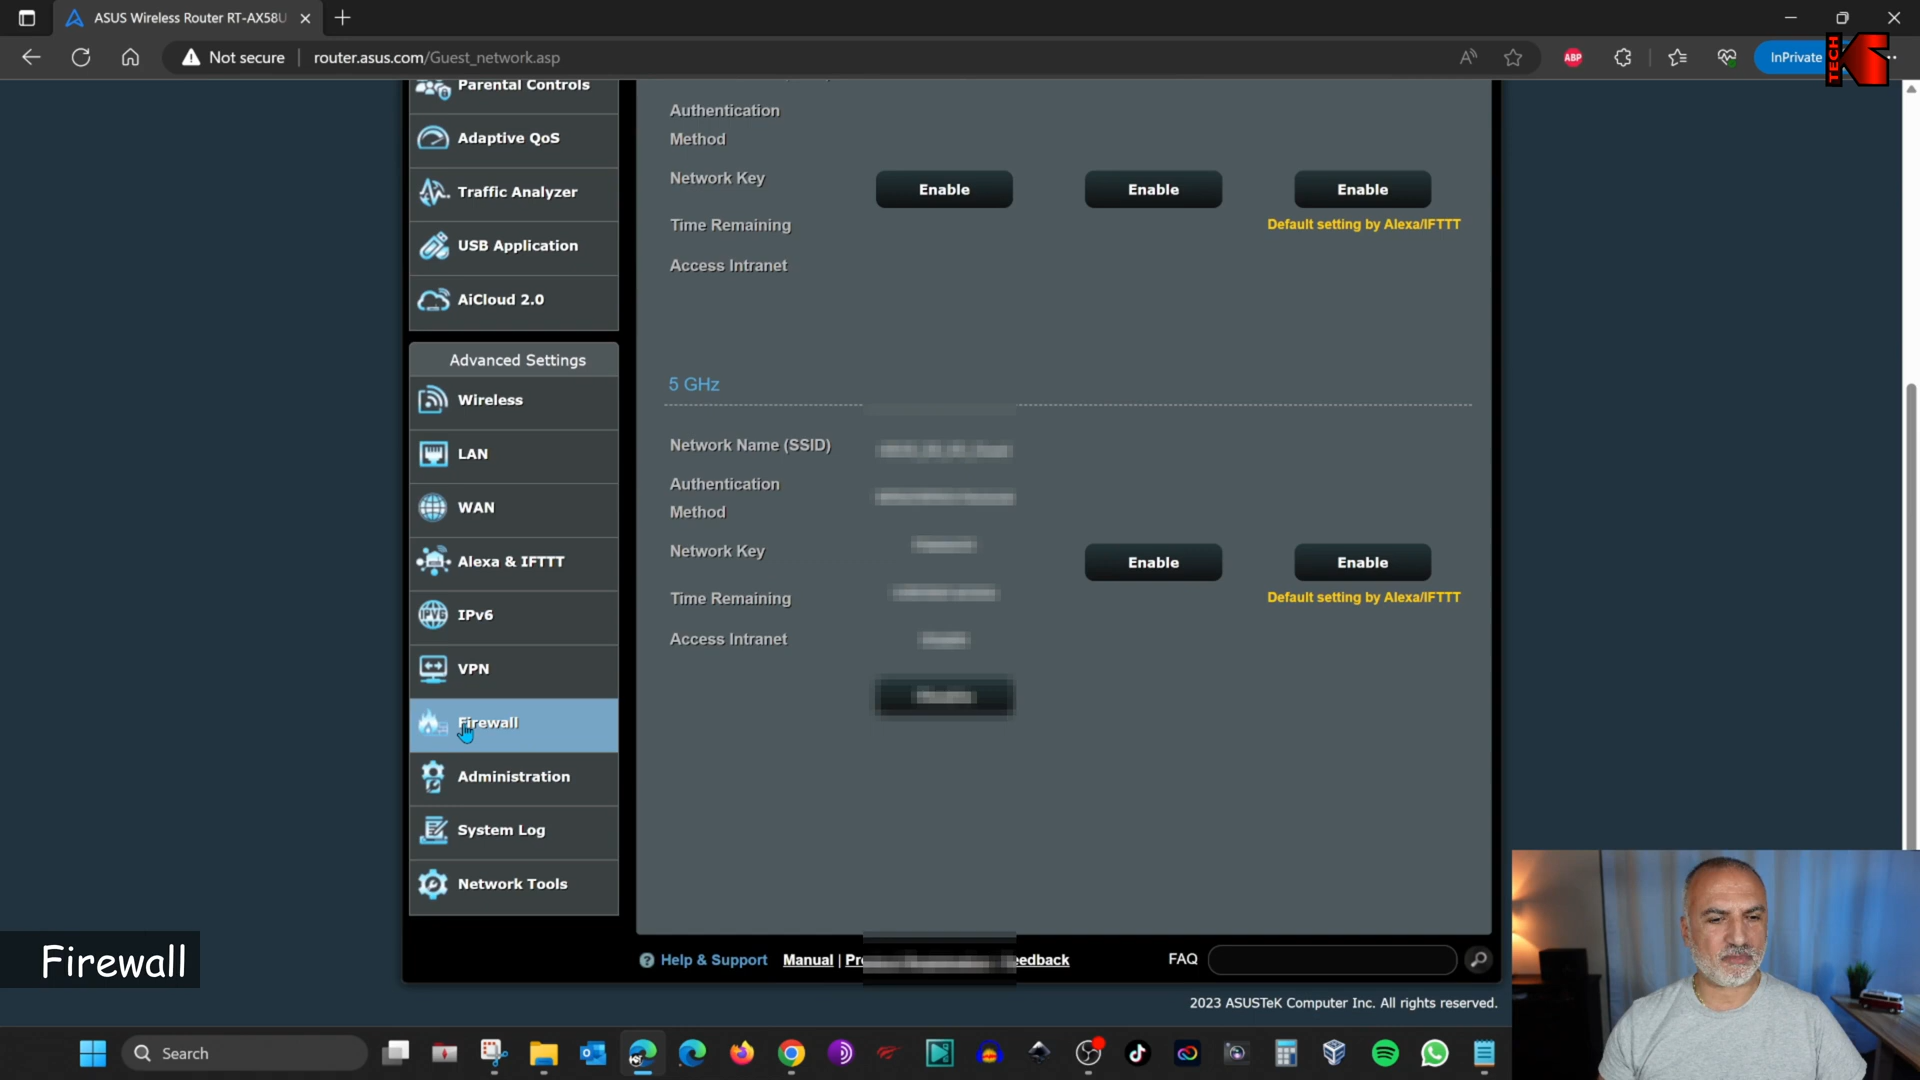 ASUS Wireless Router RT-AX58U
Not secure
router.asus.com/Guest_network.asp
ABP
InPrivate
TECH K
Parental Controls
Adaptive QoS
Traffic Analyzer
USB Application
AiCloud 2.0
Advanced Settings
Wireless
LAN
WAN
Alexa & IFTTT
IPv6
VPN
Firewall
Administration
System Log
Network Tools
Authentication
Method
Network Key
Enable
Enable
Enable
Time Remaining
Default setting by Alexa/IFTTT
Access Intranet
5 GHz
Network Name (SSID)
Authentication
Method
Network Key
Enable
Enable
Time Remaining
Default setting by Alexa/IFTTT
Access Intranet
Help & Support
Manual |
FAQ
2023 ASUSTeK Computer Inc. All rights reserved.
Firewall
Search